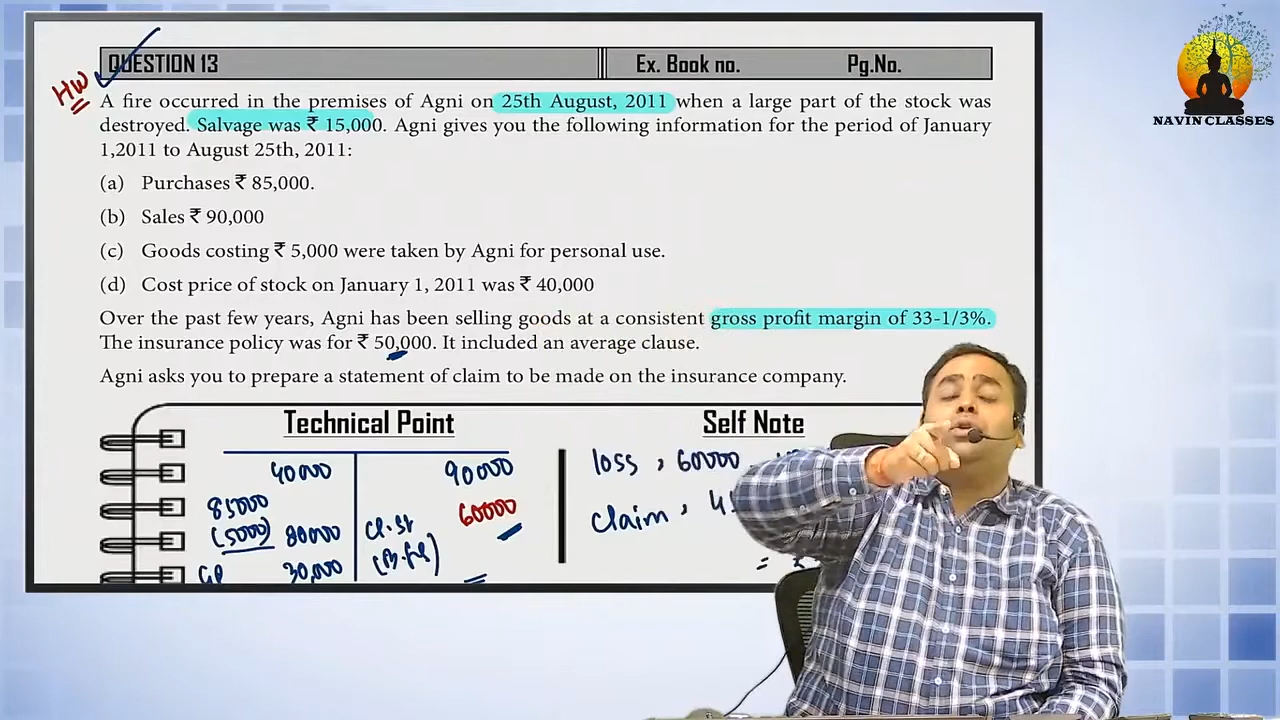 NAVIN CLASSES
HW
QUESTION 13 Ex. Book no. Pg.No.
A fire occurred in the premises of Agni on 25th August, 2011 when a large part of the stock was
destroyed. Salvage was ₹ 15,000. Agni gives you the following information for the period of January
1,2011 to August 25th, 2011:
(a) Purchases ₹ 85,000.
(b) Sales ₹ 90,000
(c) Goods costing ₹ 5,000 were taken by Agni for personal use.
(d) Cost price of stock on January 1, 2011 was ₹ 40,000
Over the past few years, Agni has been selling goods at a consistent gross profit margin of 33-1/3%.
The insurance policy was for ₹ 50,000. It included an average clause.
Agni asks you to prepare a statement of claim to be made on the insurance company.
Technical Point Self Note
40000 90000 loss, 60000
85000 60000
(5000) 80000 Cl. St claim,
GP 30,000 (B.fig) =